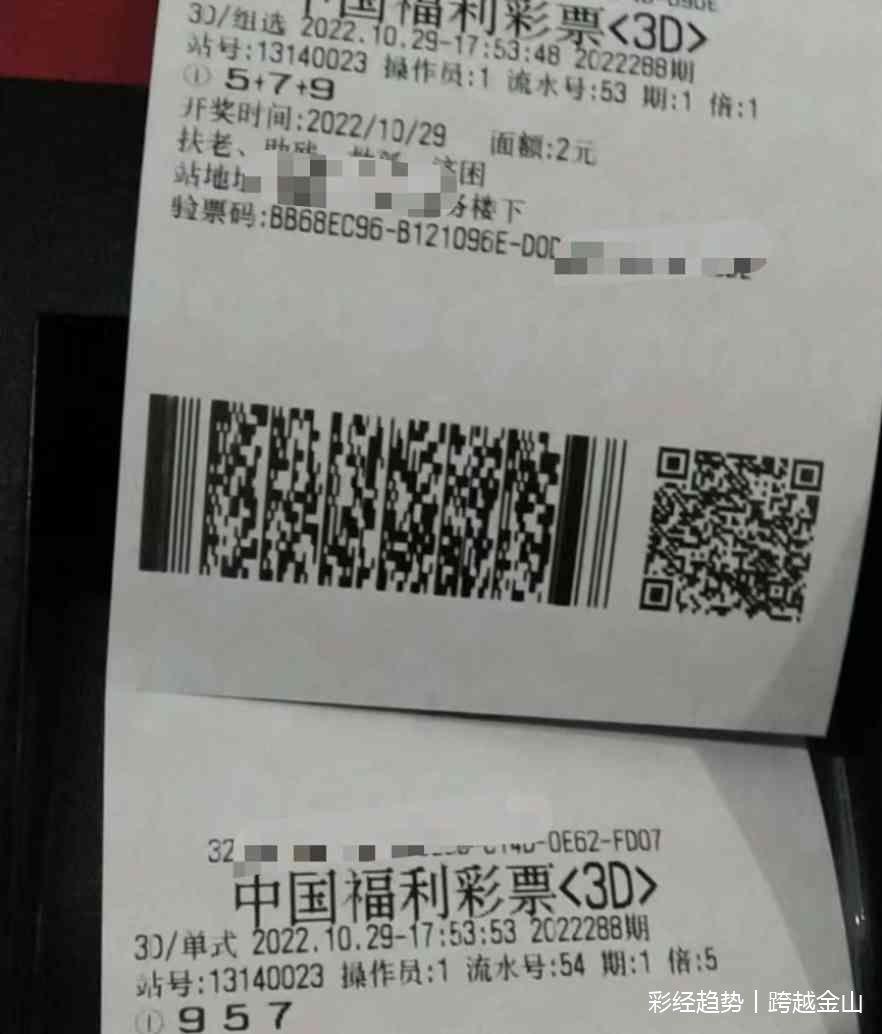 中国福利彩票<3D>
3D/组选 2022.10.29-17:53:48 2022288期
站号:13140023 操作员:1 流水号:53 期:1 倍:1
① 5+7+9
开奖时间:2022/10/29 面额:2元
扶老、助残、济困
站地址 楼下
验票码:BB68EC96-B121096E-D0D
32 -0E62-FD07
中国福利彩票<3D>
3D/单式 2022.10.29-17:53:53 2022288期
站号:13140023 操作员:1 流水号:54 期:1 倍:5
① 9 5 7
彩经趋势丨跨越金山